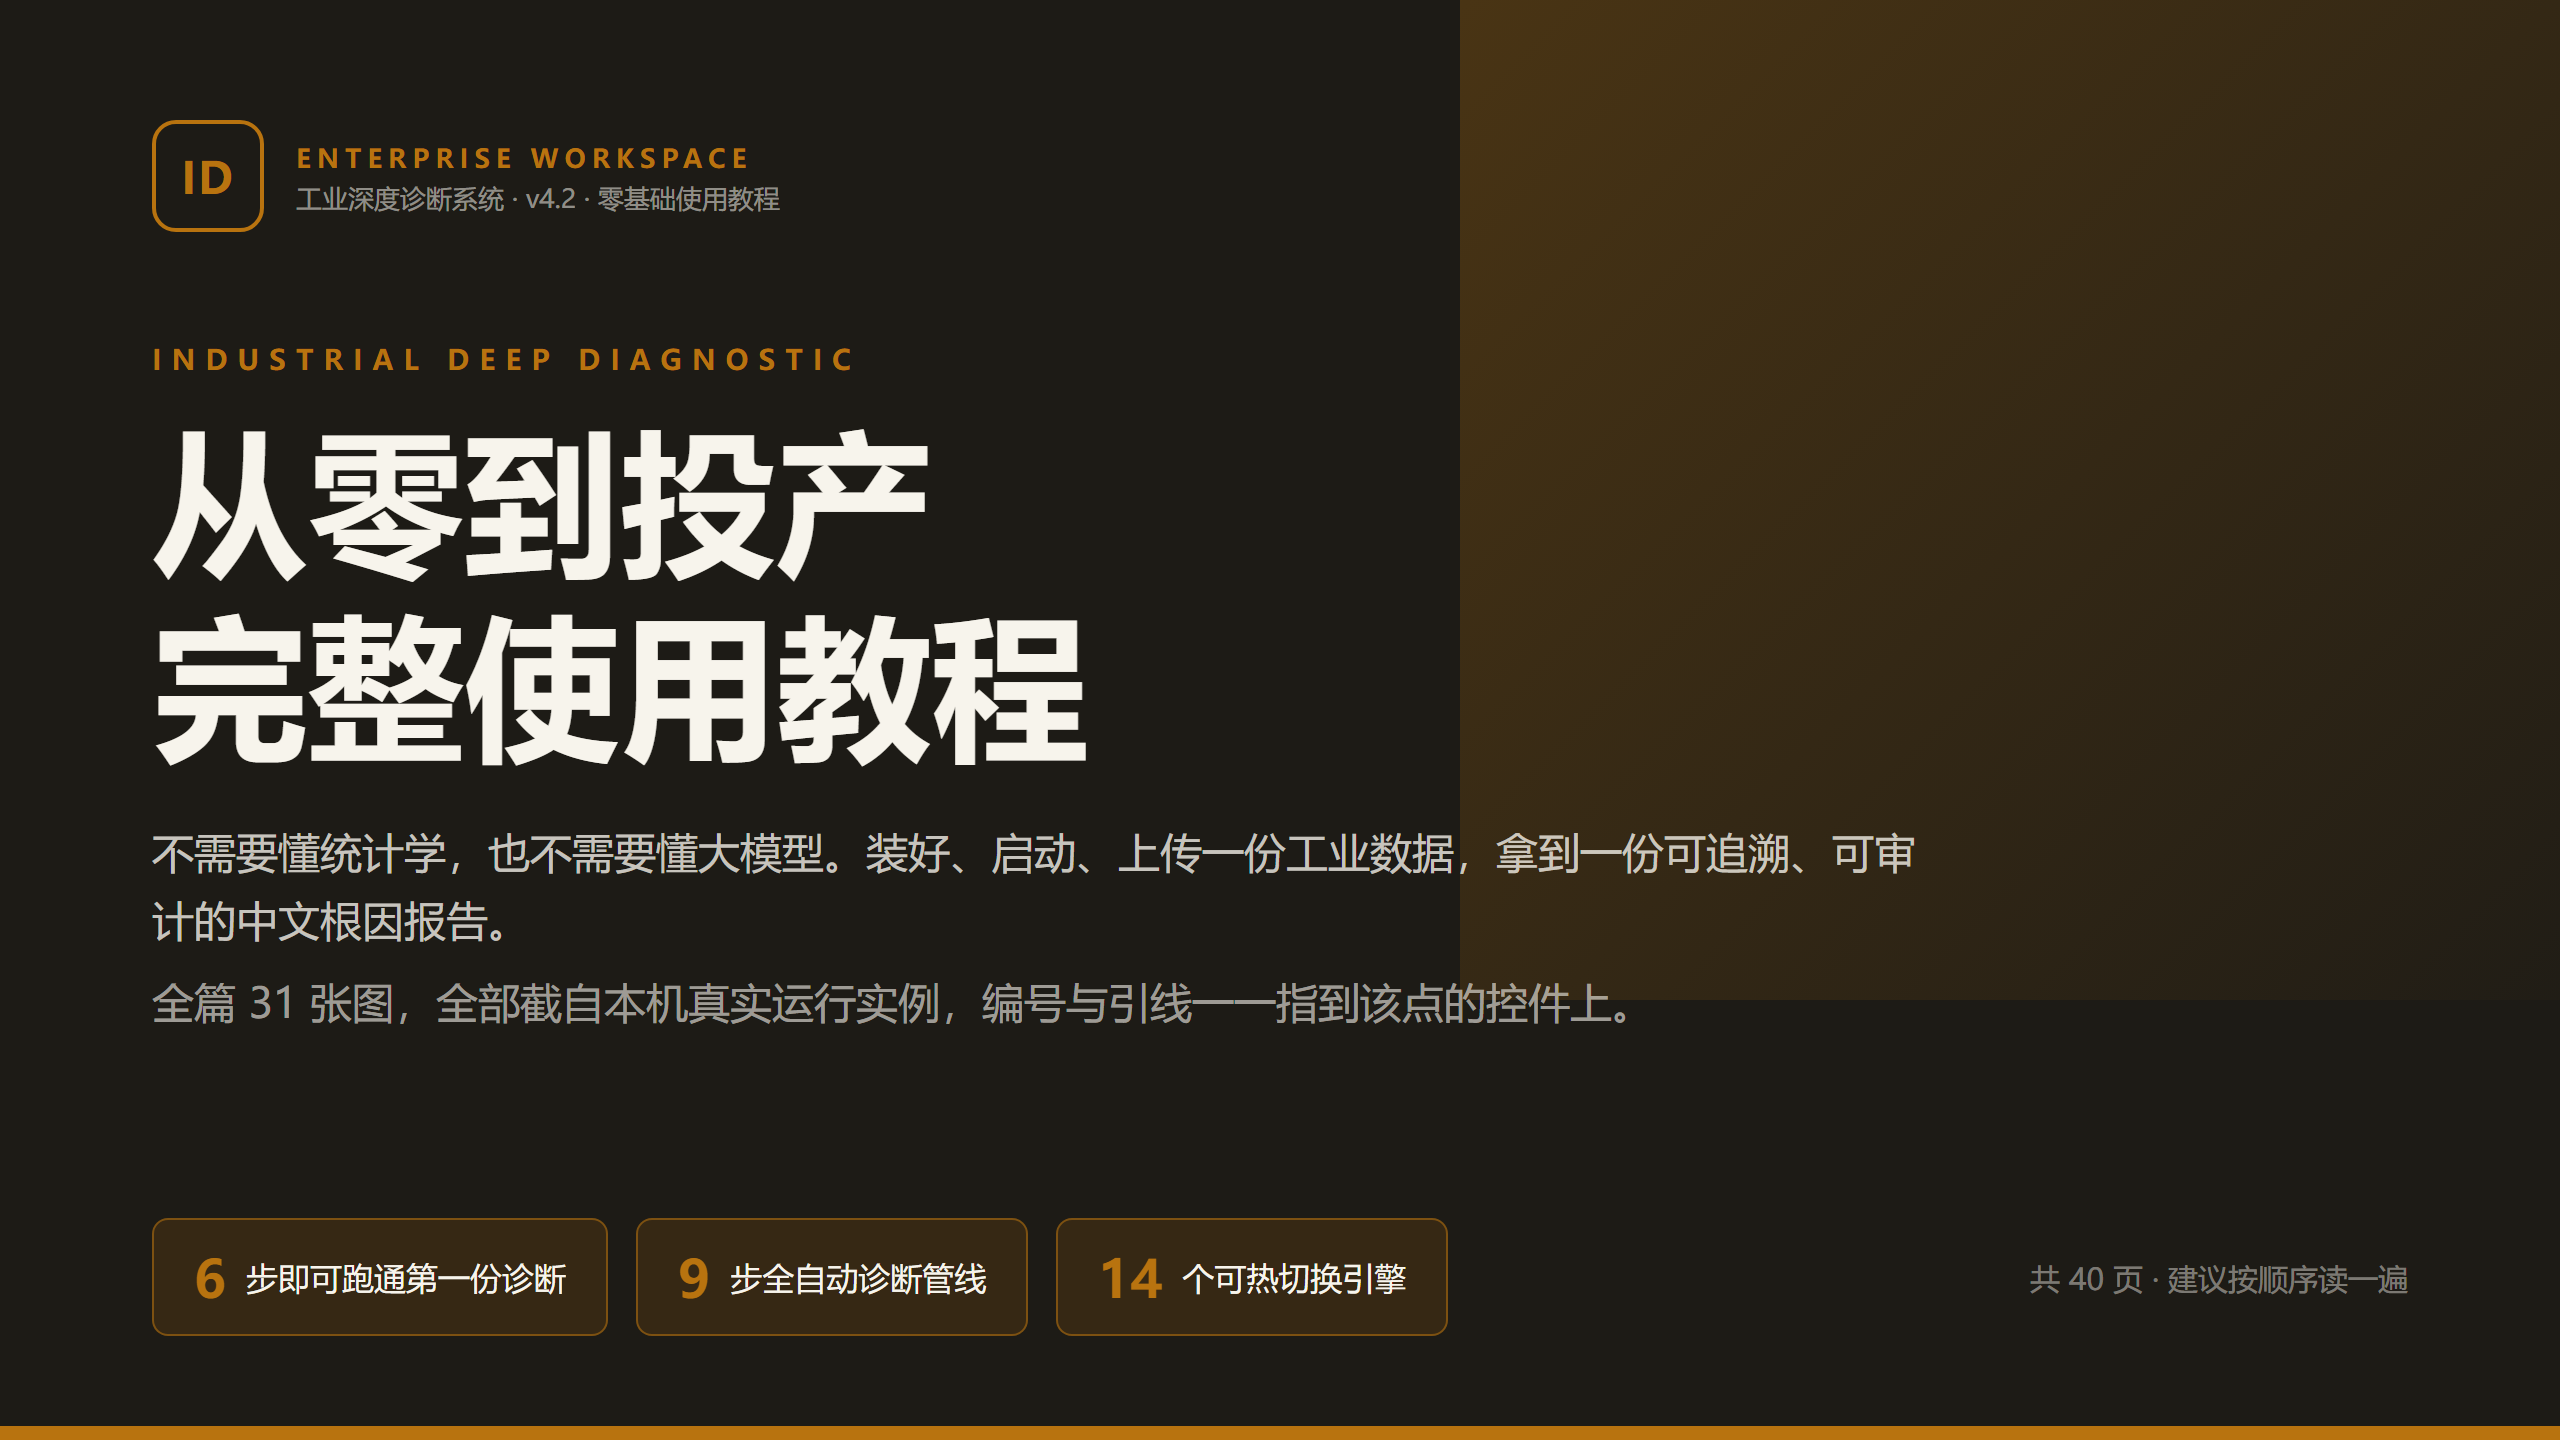 ID
ENTERPRISE WORKSPACE
工业深度诊断系统 · v4.2 · 零基础使用教程
INDUSTRIAL DEEP DIAGNOSTIC
从零到投产
完整使用教程
不需要懂统计学，也不需要懂大模型。装好、启动、上传一份工业数据，拿到一份可追溯、可审
计的中文根因报告。
全篇 31 张图，全部截自本机真实运行实例，编号与引线一一指到该点的控件上。
6 步即可跑通第一份诊断
9 步全自动诊断管线
14 个可热切换引擎
共 40 页 · 建议按顺序读一遍